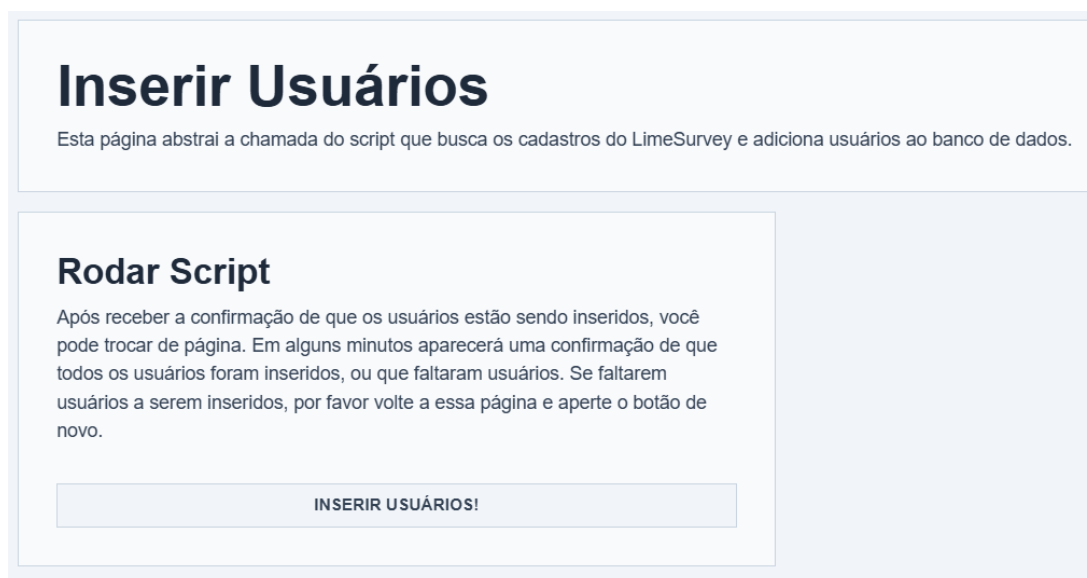 Inserir Usuários
Esta página abstrai a chamada do script que busca os cadastros do LimeSurvey e adiciona usuários ao banco de dados.
Rodar Script
Após receber a confirmação de que os usuários estão sendo inseridos, você
pode trocar de página. Em alguns minutos aparecerá uma confirmação de que
todos os usuários foram inseridos, ou que faltaram usuários. Se faltarem
usuários a serem inseridos, por favor volte a essa página e aperte o botão de
novo.
INSERIR USUÁRIOS!